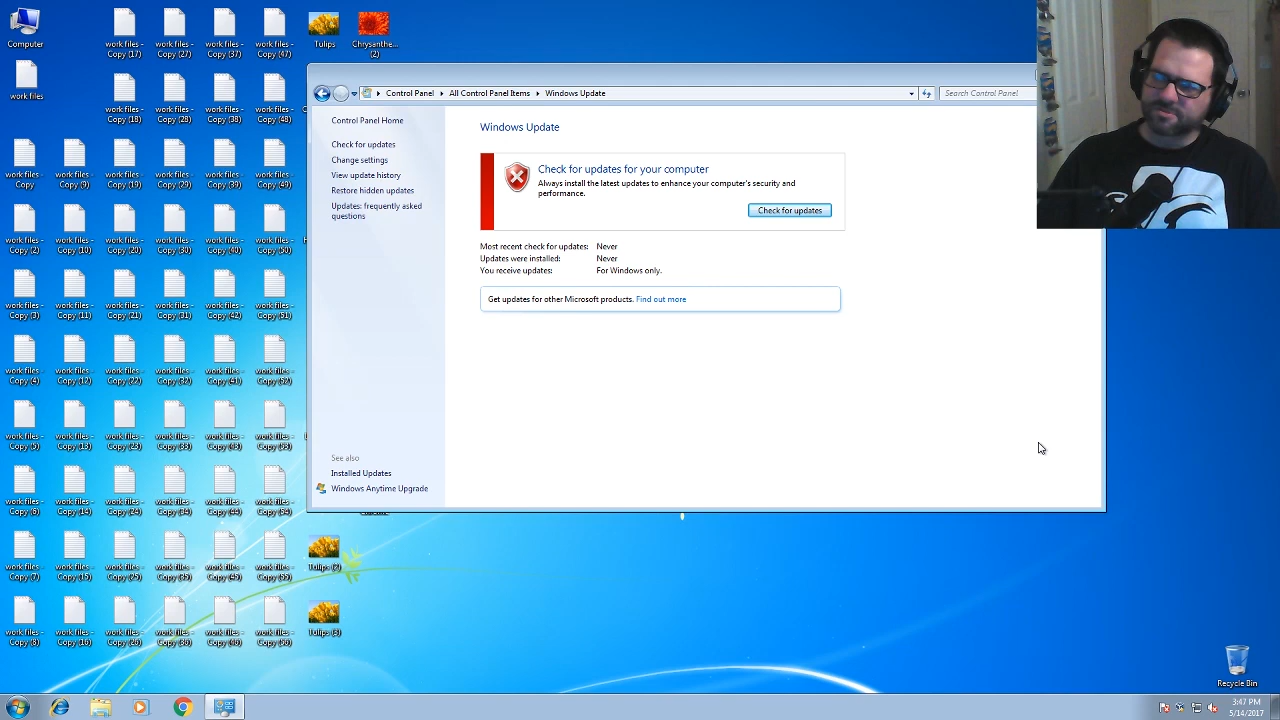 Computer
work files
work files -
Copy (17)
work files -
Copy (27)
work files -
Copy (37)
work files -
Copy (47)
Tulips
Chrysanthe...
(2)
work files -
Copy (18)
work files -
Copy (28)
work files -
Copy (38)
work files -
Copy (48)
work files -
Copy
work files -
Copy (9)
work files -
Copy (19)
work files -
Copy (29)
work files -
Copy (39)
work files -
Copy (49)
work files -
Copy (2)
work files -
Copy (10)
work files -
Copy (20)
work files -
Copy (30)
work files -
Copy (40)
work files -
Copy (50)
work files -
Copy (3)
work files -
Copy (11)
work files -
Copy (21)
work files -
Copy (31)
work files -
Copy (42)
work files -
Copy (51)
work files -
Copy (4)
work files -
Copy (12)
work files -
Copy (22)
work files -
Copy (32)
work files -
Copy (41)
work files -
Copy (52)
work files -
Copy (5)
work files -
Copy (13)
work files -
Copy (23)
work files -
Copy (33)
work files -
Copy (43)
work files -
Copy (53)
work files -
Copy (6)
work files -
Copy (14)
work files -
Copy (24)
work files -
Copy (34)
work files -
Copy (44)
work files -
Copy (54)
work files -
Copy (7)
work files -
Copy (15)
work files -
Copy (25)
work files -
Copy (35)
work files -
Copy (45)
work files -
Copy (55)
Tulips (2)
work files -
Copy (8)
work files -
Copy (16)
work files -
Copy (26)
work files -
Copy (36)
work files -
Copy (46)
work files -
Copy (56)
Tulips (3)
Control Panel
All Control Panel Items
Windows Update
Search Control Panel
Control Panel Home
Check for updates
Change settings
View update history
Restore hidden updates
Updates: frequently asked
questions
See also
Installed Updates
Windows Anytime Upgrade
Windows Update
Check for updates for your computer
Always install the latest updates to enhance your computer's security and
performance.
Check for updates
Most recent check for updates: Never
Updates were installed: Never
You receive updates: For Windows only.
Get updates for other Microsoft products. Find out more
Recycle Bin
3:47 PM
5/14/2017